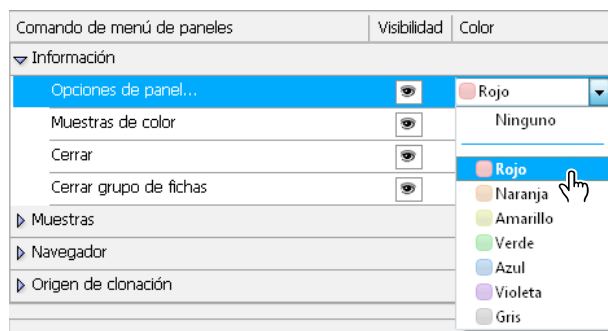 Comando de menú de paneles Visibilidad Color
Información
Opciones de panel... Rojo
Muestras de color Ninguno
Cerrar Rojo
Cerrar grupo de fichas Naranja
Muestras Amarillo
Navegador Verde
Origen de clonación Azul
Violeta
Gris